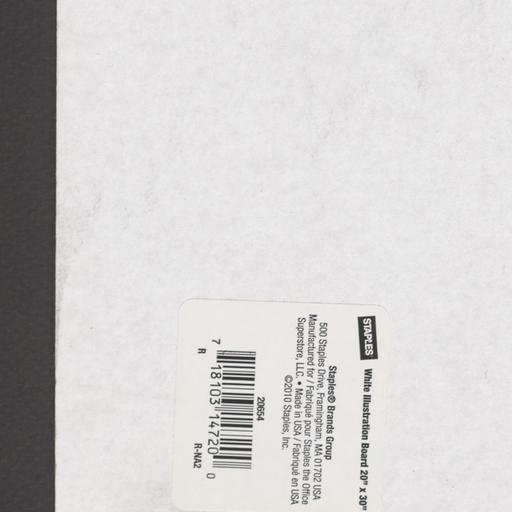 STAPLES White Illustration Board 20" x 30"
Staples® Brands Group
500 Staples Drive, Framingham, MA 01702 USA
Manufactured for / Fabriqué pour Staples the Office
Superstore, LLC. • Made in USA / Fabriqué en USA
©2010 Staples, Inc.
20654
7 18103 14720 0
R R-NA2